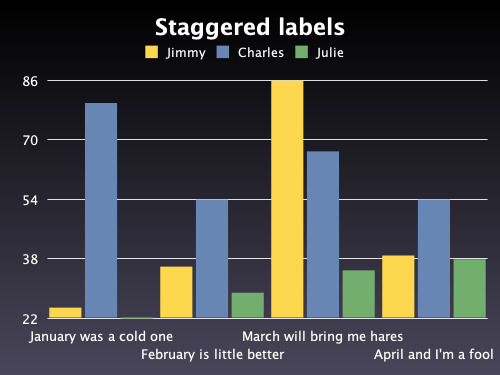 Staggered labels
Jimmy Charles Julie
86
70
54
38
22
January was a cold one March will bring me hares
February is little better April and I'm a fool